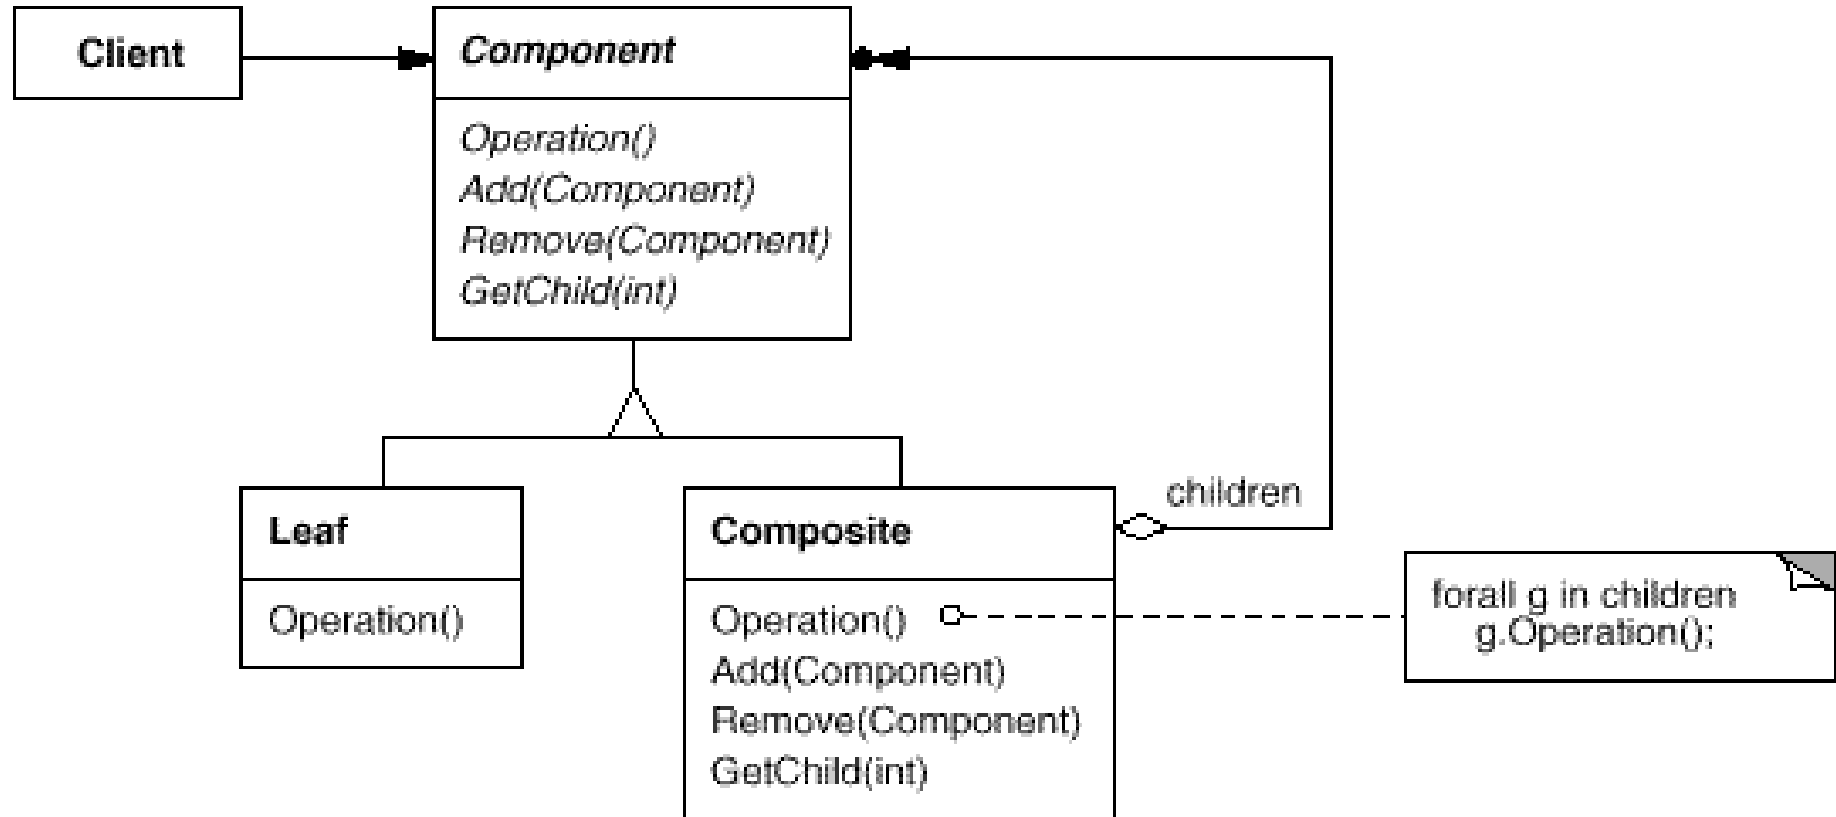 Client
Component
Operation()
Add(Component)
Remove(Component)
GetChild(int)
Leaf
Operation()
Composite
Operation()
Add(Component)
Remove(Component)
GetChild(int)
children
forall g in children
g.Operation();